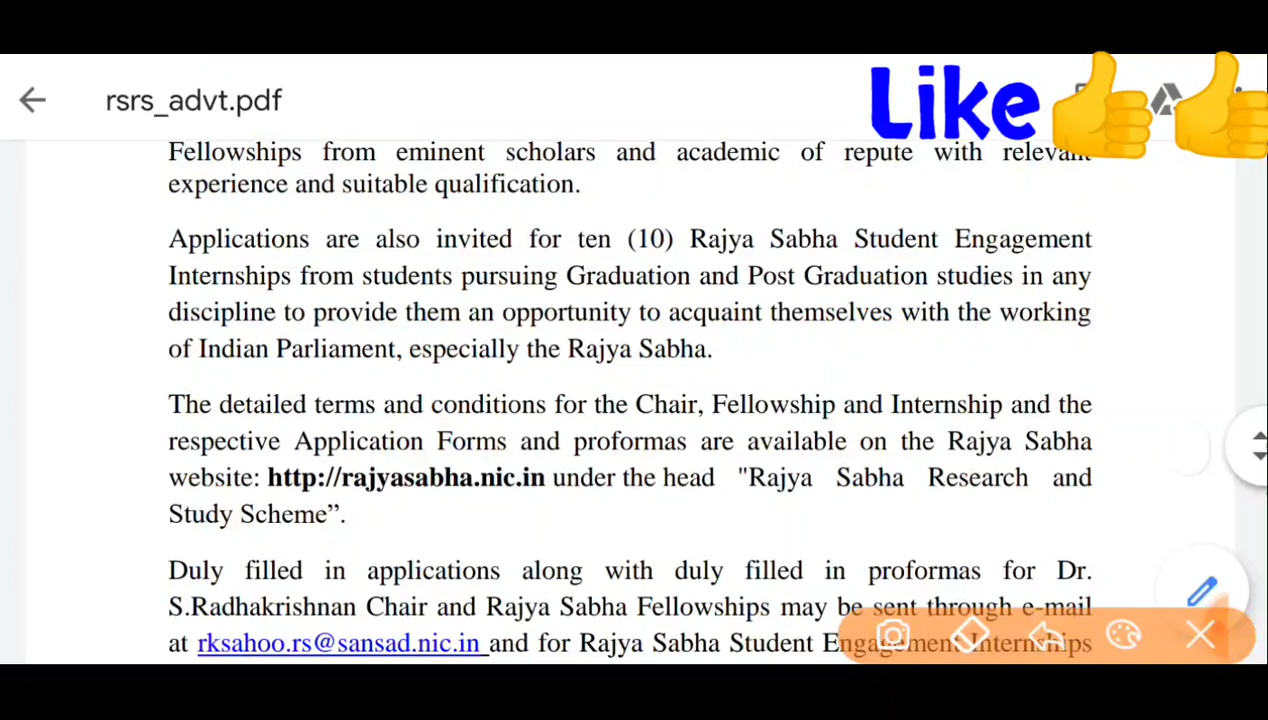 rsrs_advt.pdf
Like
Fellowships from eminent scholars and academic of repute with relevant
experience and suitable qualification.
Applications are also invited for ten (10) Rajya Sabha Student Engagement
Internships from students pursuing Graduation and Post Graduation studies in any
discipline to provide them an opportunity to acquaint themselves with the working
of Indian Parliament, especially the Rajya Sabha.
The detailed terms and conditions for the Chair, Fellowship and Internship and the
respective Application Forms and proformas are available on the Rajya Sabha
website: http://rajyasabha.nic.in under the head "Rajya Sabha Research and
Study Scheme”.
Duly filled in applications along with duly filled in proformas for Dr.
S.Radhakrishnan Chair and Rajya Sabha Fellowships may be sent through e-mail
at rksahoo.rs@sansad.nic.in and for Rajya Sabha Student Engagement Internships